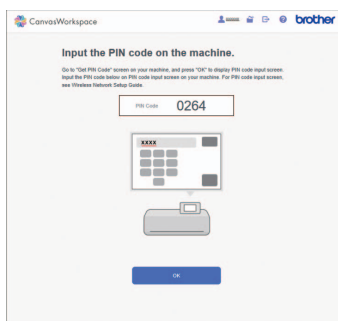 CanvasWorkspace
brother
Input the PIN code on the machine.
Go to "Get PIN Code" screen on your machine, and press "OK" to display PIN code input screen.
Input the PIN code below on PIN code input screen on your machine. For PIN code input screen,
see Wireless Network Setup Guide.
PIN Code 0264
XXXX
OK